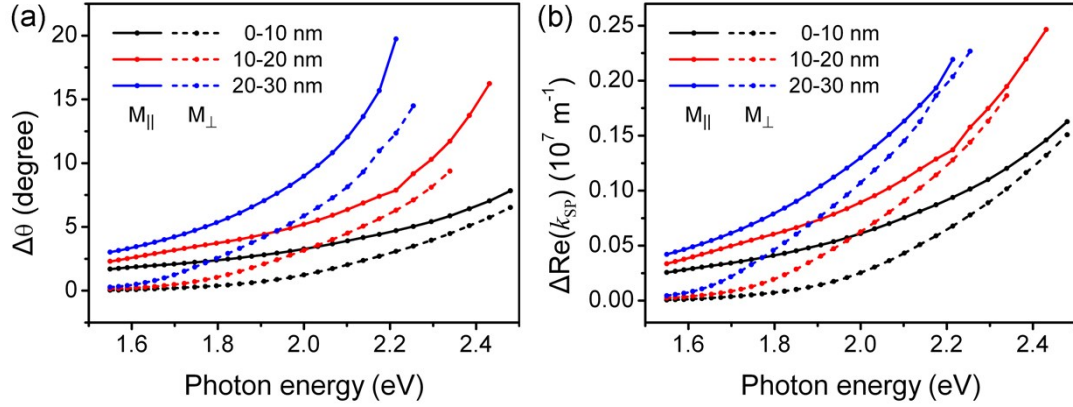 (a)
20
15
10
5
0
Δθ (degree)
0-10 nm
10-20 nm
20-30 nm
M|| M⊥
1.6 1.8 2.0 2.2 2.4
Photon energy (eV)
(b)
0.25
0.20
0.15
0.10
0.05
0.00
ΔRe(kSP) (10⁷ m⁻¹)
0-10 nm
10-20 nm
20-30 nm
M|| M⊥
1.6 1.8 2.0 2.2 2.4
Photon energy (eV)